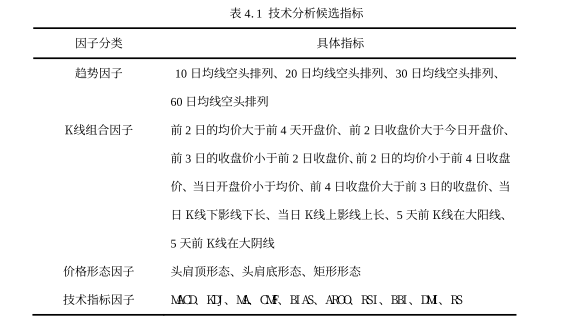 表 4.1 技术分析候选指标
因子分类 具体指标
趋势因子 10 日均线空头排列、20 日均线空头排列、30 日均线空头排列、
60 日均线空头排列
K线组合因子 前 2 日的均价大于前 4 天开盘价、前 2 日收盘价大于今日开盘价、
前 3 日的收盘价小于前 2 日收盘价、前 2 日的均价小于前 4 日收盘
价、当日开盘价小于均价、前 4 日收盘价大于前 3 日的收盘价、当
日 K线下影线下长、当日 K线上影线上长、5 天前 K线在大阳线、
5 天前 K线在大阴线
价格形态因子 头肩顶形态、头肩底形态、矩形形态
技术指标因子 MACD、KDJ、MA、CMF、BIAS、AROO、RSI、BBI、DMI、RS